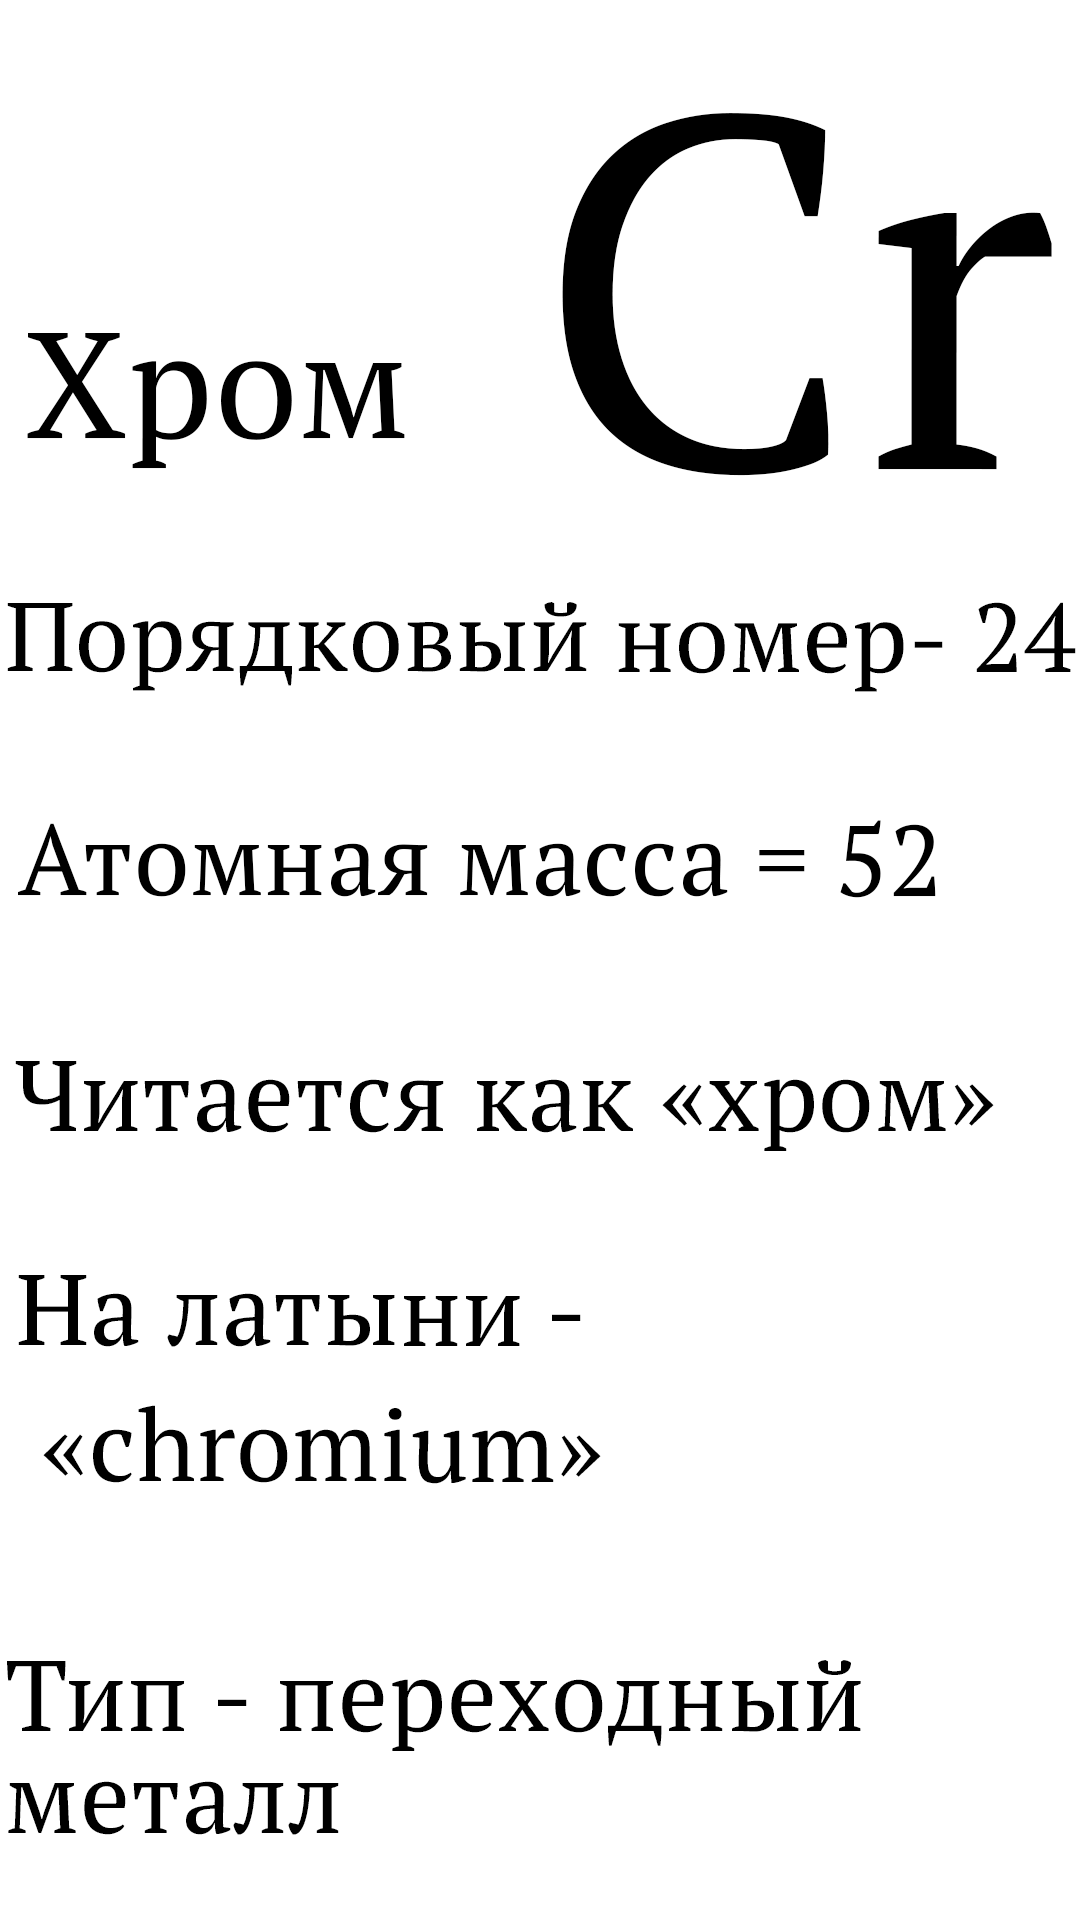 Хром Cr
Порядковый номер- 24
Атомная масса = 52
Читается как «хром»
На латыни -
«chromium»
Тип - переходный
металл